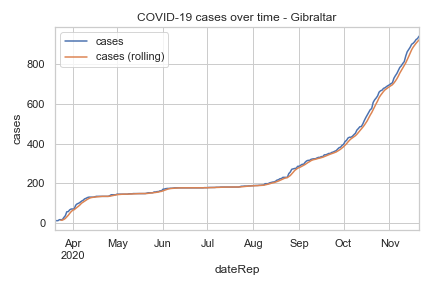 COVID-19 cases over time - Gibraltar
cases
cases (rolling)
800
600
400
200
0
cases
Apr
2020
May
Jun
Jul
Aug
Sep
Oct
Nov
dateRep